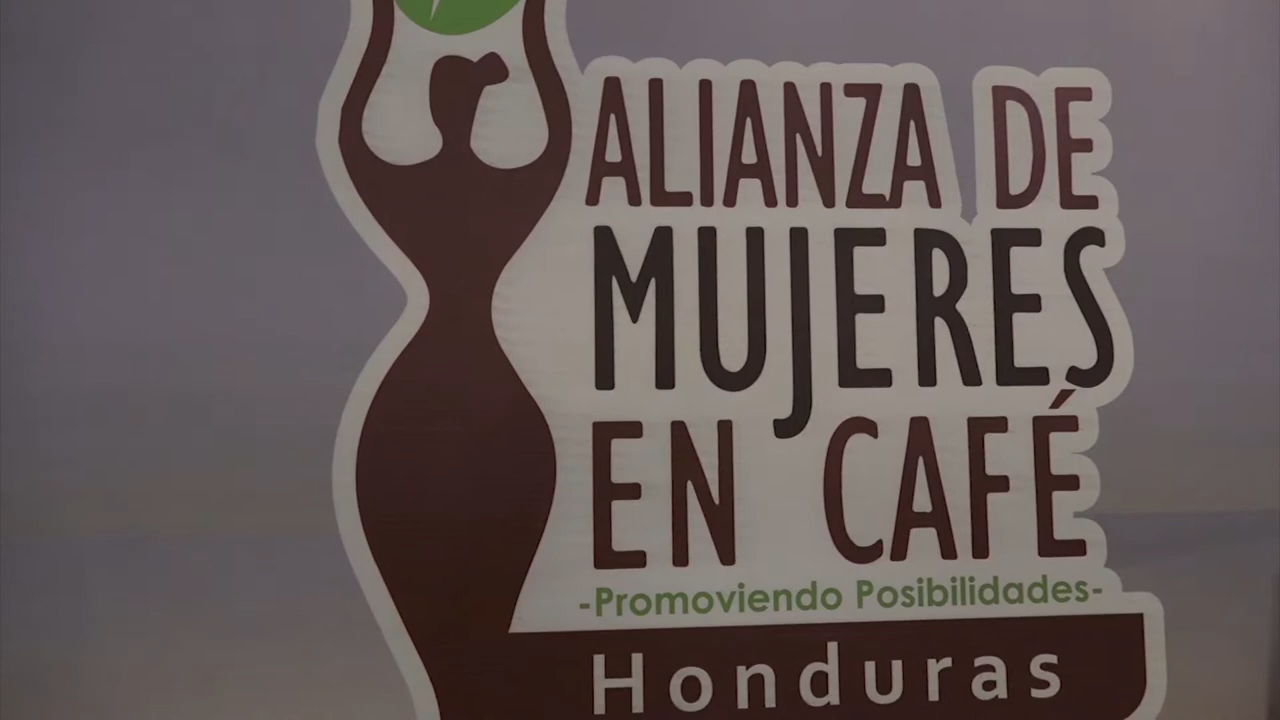 ALIANZA DE
MUJERES
EN CAFÉ
-Promoviendo Posibilidades-
Honduras